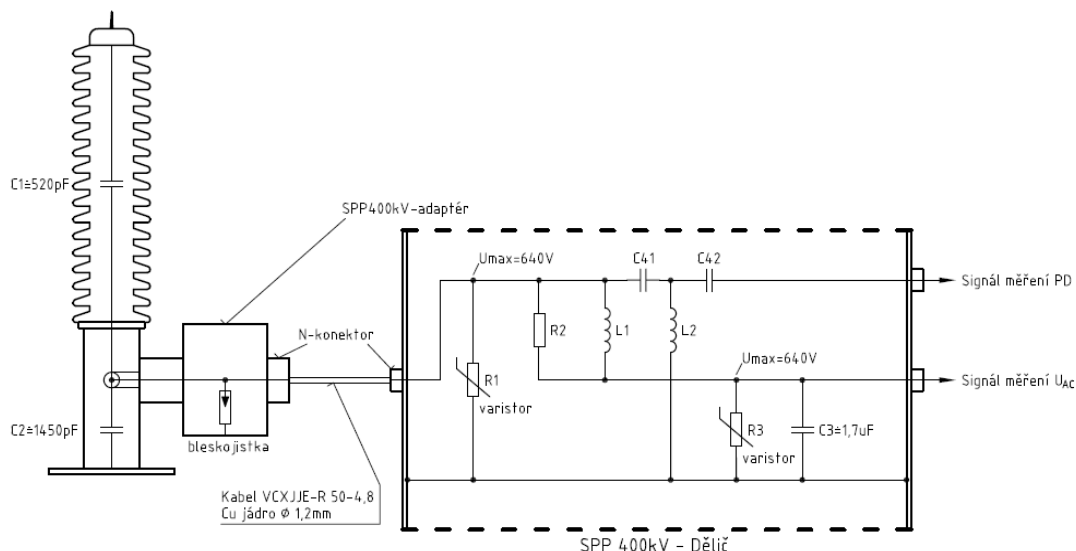 C1≐520pF
SPP400kV-adaptér
N-konektor
Umax=640V
C41
C42
Signál měření PD
R2
L1
L2
R1
varistor
Umax=640V
Signál měření UAC
R3
varistor
C3≐1,7uF
C2≐1450pF
bleskojistka
Kabel VCXJJE-R 50-4,8
Cu jádro Φ 1,2mm
SPP 400kV - Dělič